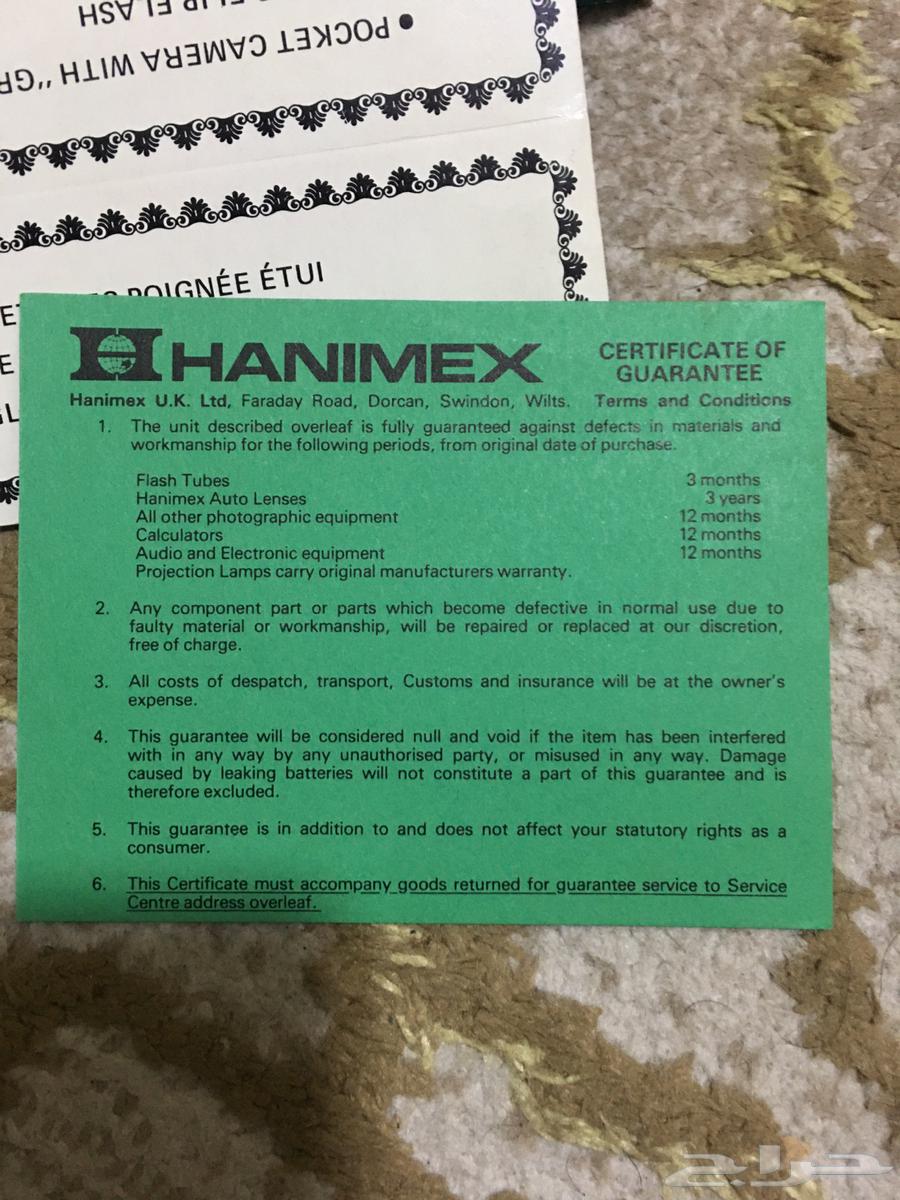 FLIP FLASH
• POCKET CAMERA WITH "GR
POIGNÉE ÉTUI
HANIMEX
CERTIFICATE OF
GUARANTEE
Hanimex U.K. Ltd, Faraday Road, Dorcan, Swindon, Wilts. Terms and Conditions
1. The unit described overleaf is fully guaranteed against defects in materials and
workmanship for the following periods, from original date of purchase.
Flash Tubes 3 months
Hanimex Auto Lenses 3 years
All other photographic equipment 12 months
Calculators 12 months
Audio and Electronic equipment 12 months
Projection Lamps carry original manufacturers warranty.
2. Any component part or parts which become defective in normal use due to
faulty material or workmanship, will be repaired or replaced at our discretion,
free of charge.
3. All costs of despatch, transport, Customs and insurance will be at the owner's
expense.
4. This guarantee will be considered null and void if the item has been interfered
with in any way by any unauthorised party, or misused in any way. Damage
caused by leaking batteries will not constitute a part of this guarantee and is
therefore excluded.
5. This guarantee is in addition to and does not affect your statutory rights as a
consumer.
6. This Certificate must accompany goods returned for guarantee service to Service
Centre address overleaf.
حراج